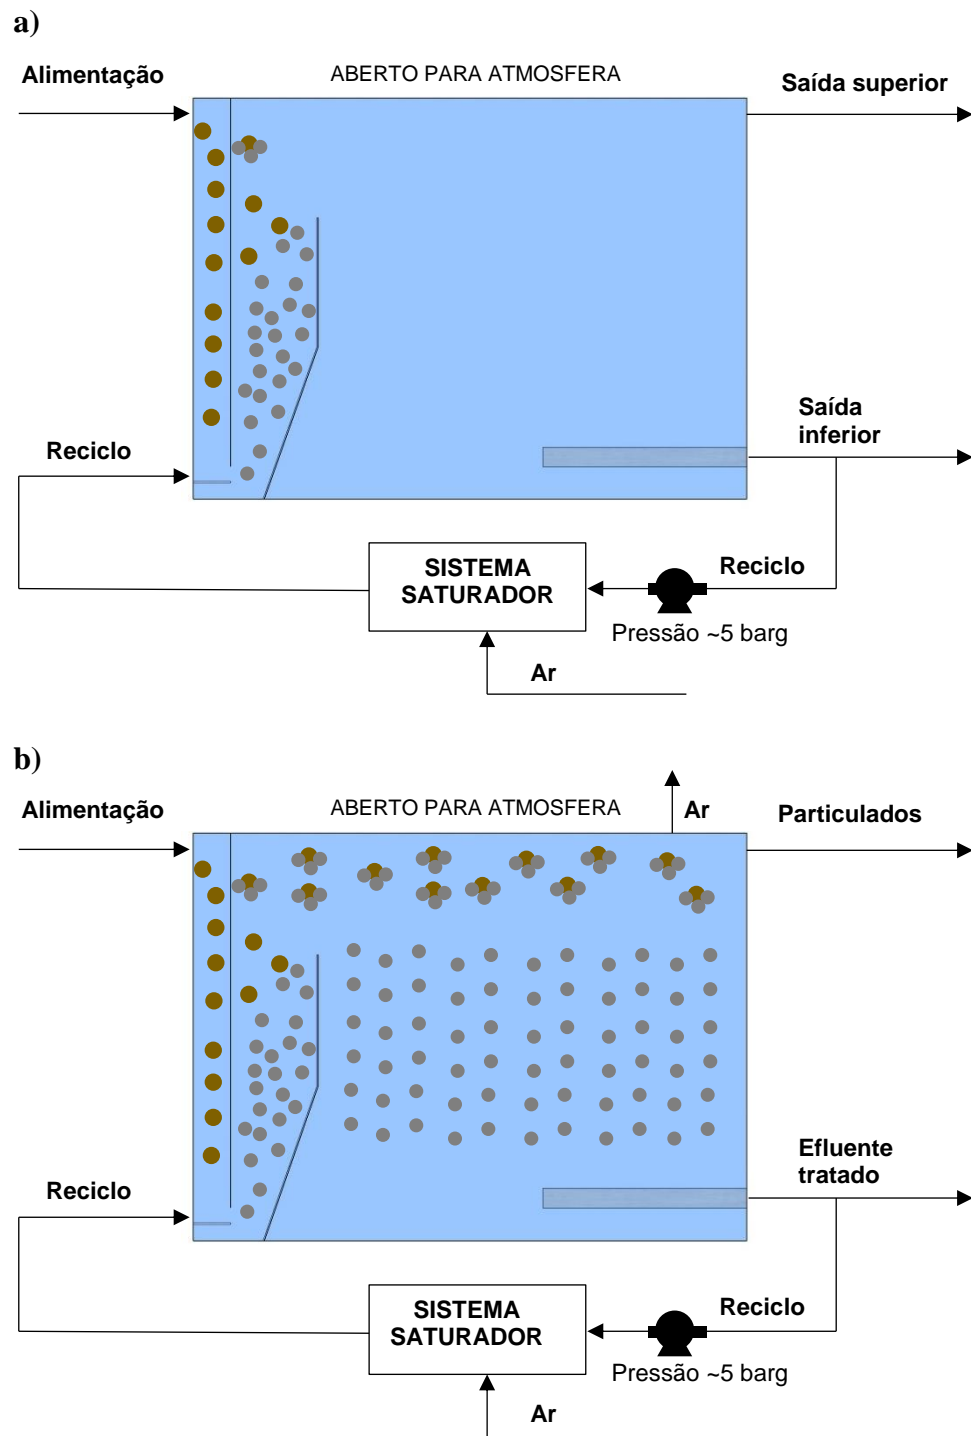 a)
Alimentação
ABERTO PARA ATMOSFERA
Saída superior
Saída
inferior
Reciclo
SISTEMA
SATURADOR
Reciclo
Pressão ~5 barg
Ar
b)
Alimentação
ABERTO PARA ATMOSFERA
Ar
Particulados
Efluente
tratado
Reciclo
SISTEMA
SATURADOR
Reciclo
Pressão ~5 barg
Ar